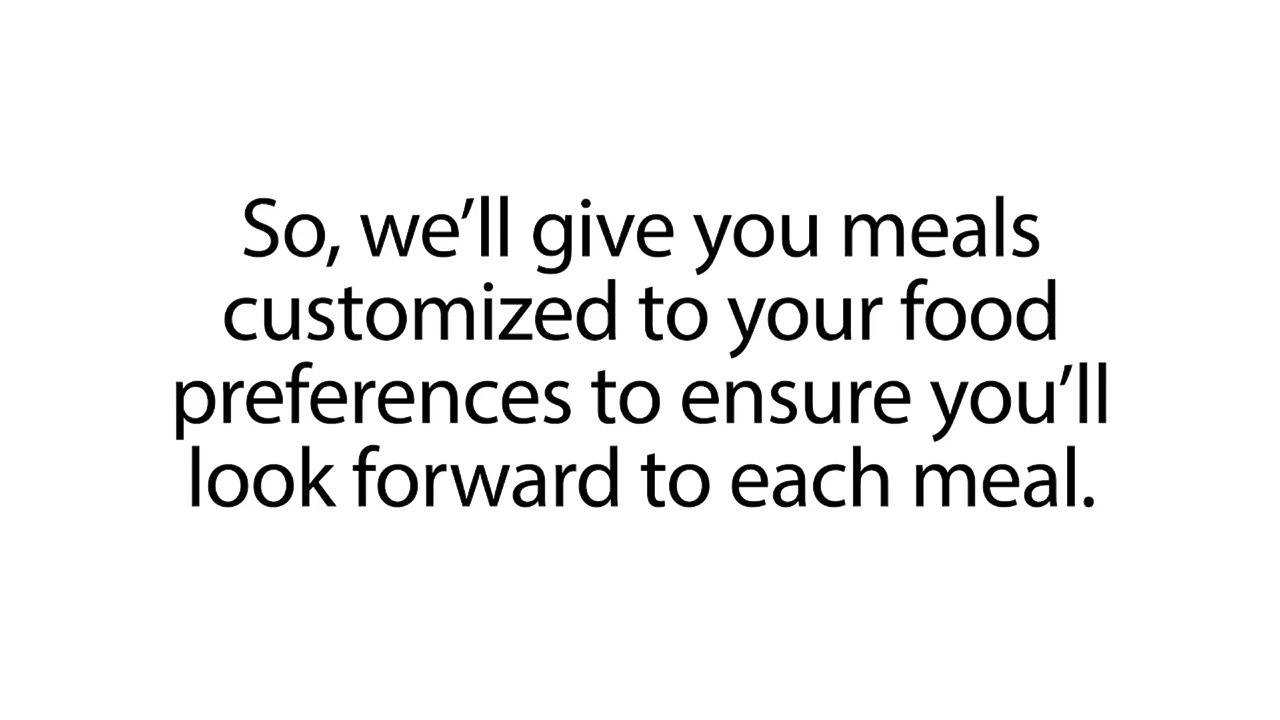 So, we’ll give you meals
customized to your food
preferences to ensure you’ll
look forward to each meal.